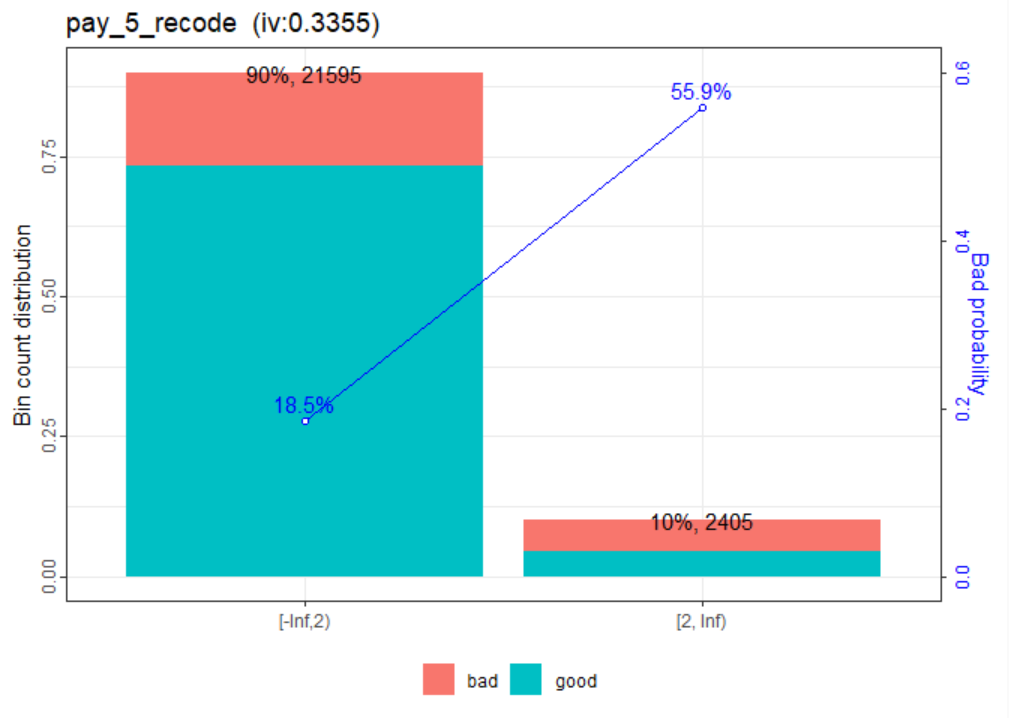 pay_5_recode (iv:0.3355)
90%, 21595
55.9%
18.5%
10%, 2405
Bin count distribution
0.75
0.50
0.25
0.00
0.6
0.4
0.2
0.0
Bad probability
[-Inf,2)
[2, Inf)
bad
good